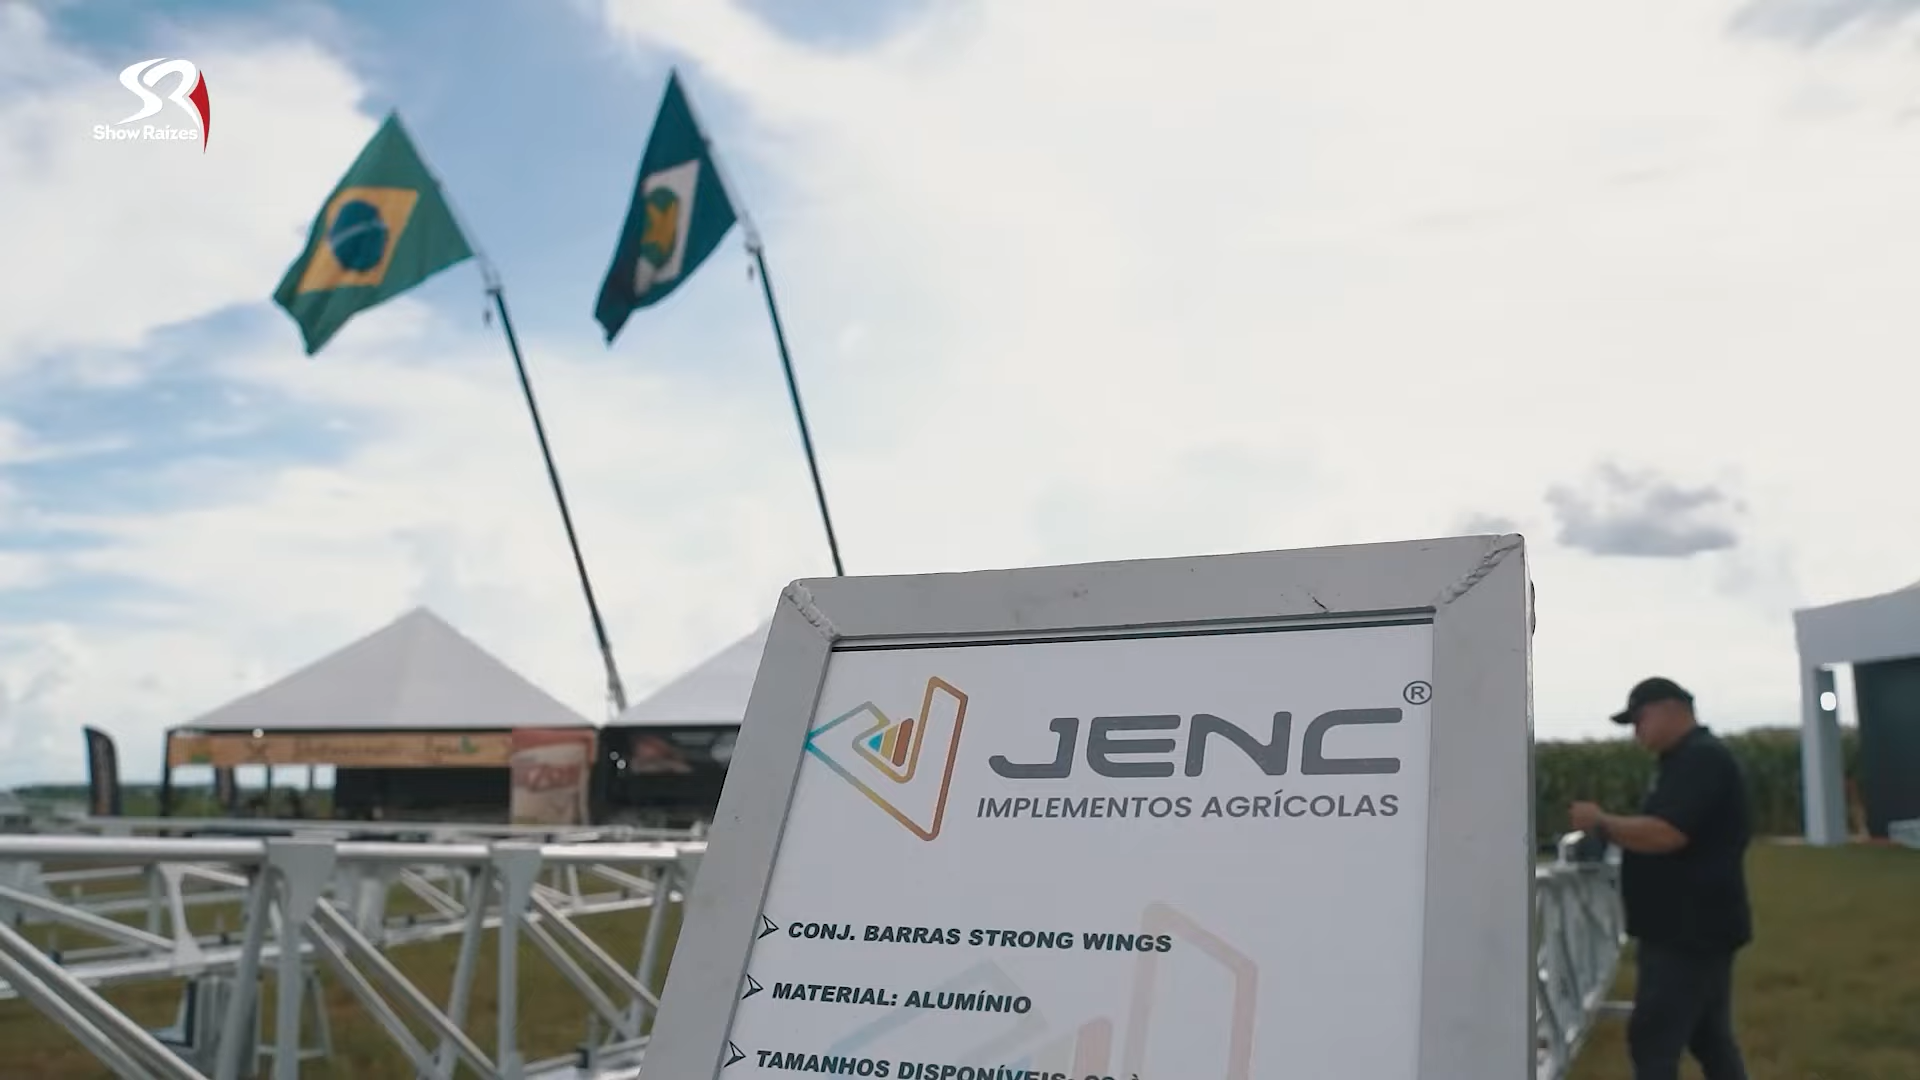 Show Raízes
JENC®
IMPLEMENTOS AGRÍCOLAS
➢ CONJ. BARRAS STRONG WINGS
➢ MATERIAL: ALUMÍNIO
➢ TAMANHOS DISPONÍVEIS: